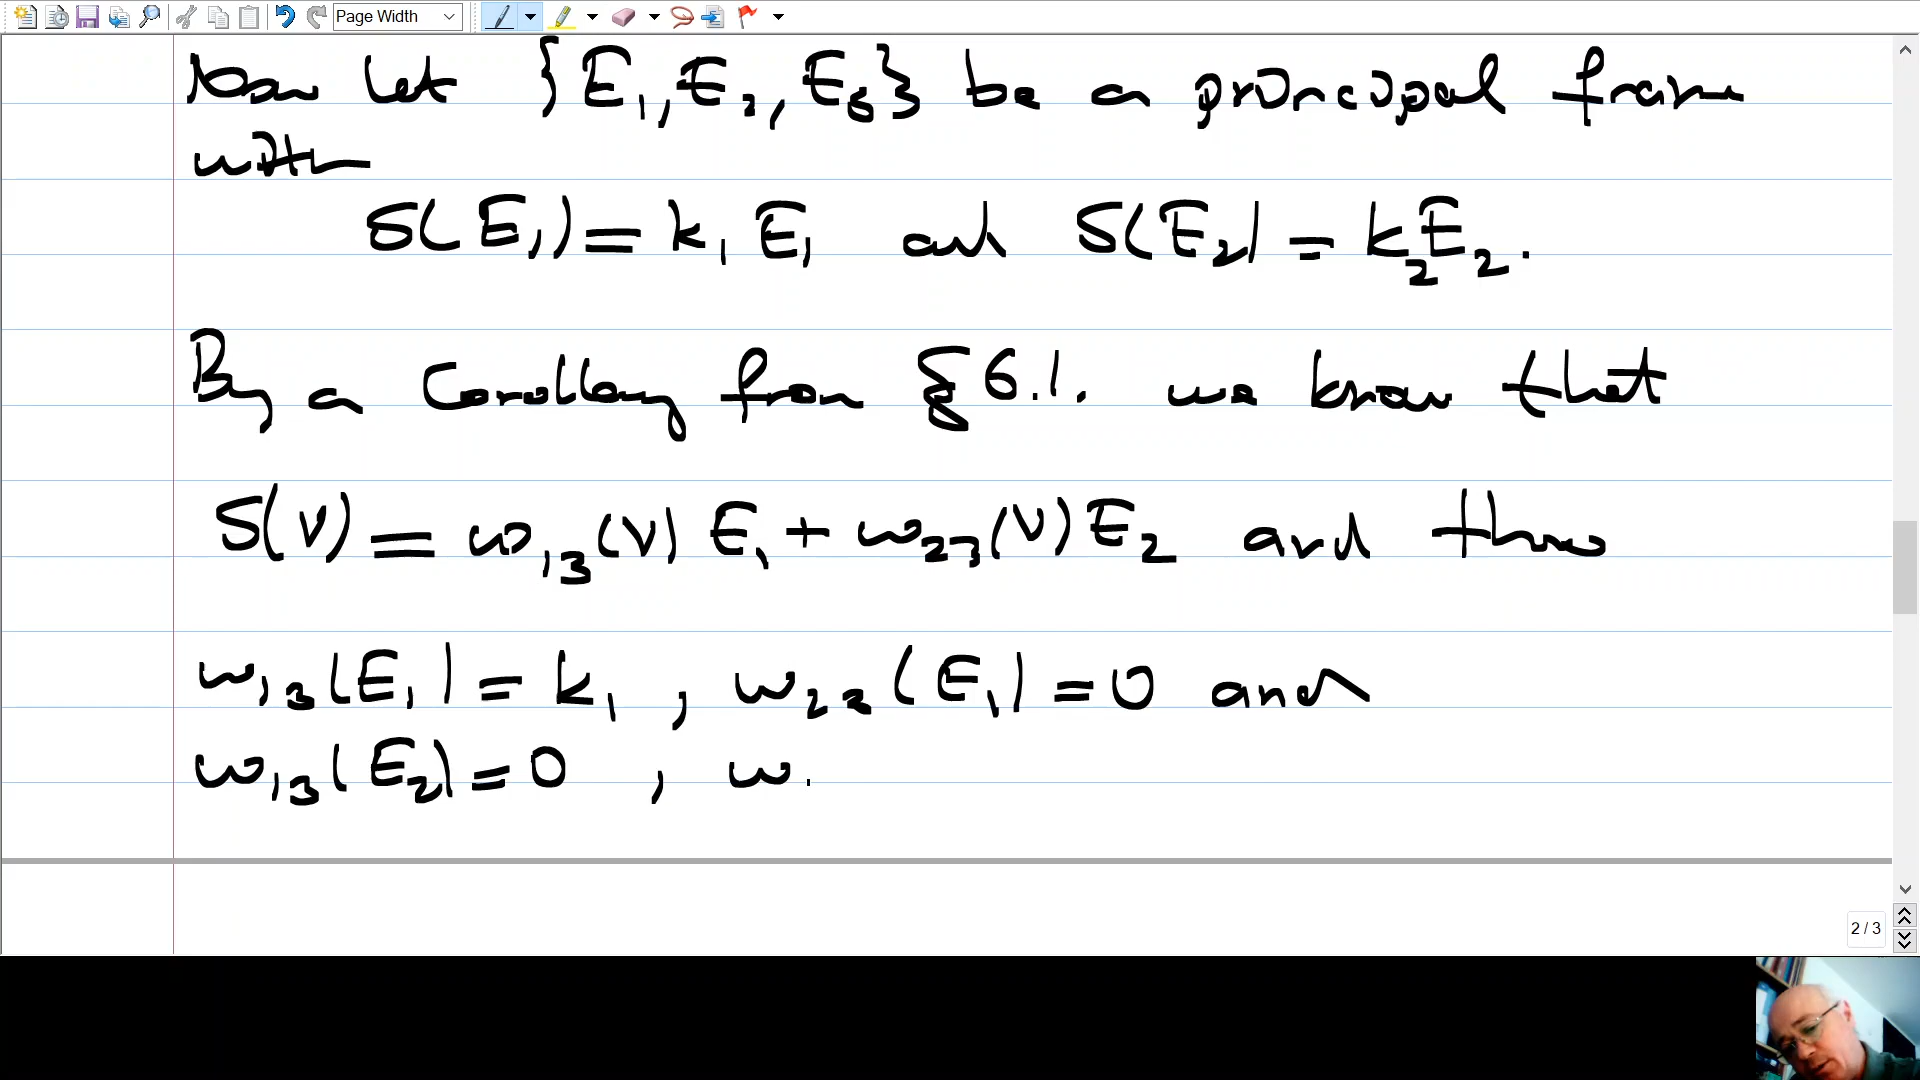 Page Width
Now let {E₁, E₂, E₃} be a principal frame
with
S(E₁) = k₁ E₁ and S(E₂) = k₂E₂.
By a Corollary from § 6.1. we know that
S(V) = ω₁₃(V) E₁ + ω₂₃(V) E₂ and thus
ω₁₃(E₁) = k₁ , ω₂₃(E₁) = 0 and
ω₁₃(E₂) = 0 , ω.
2 / 3